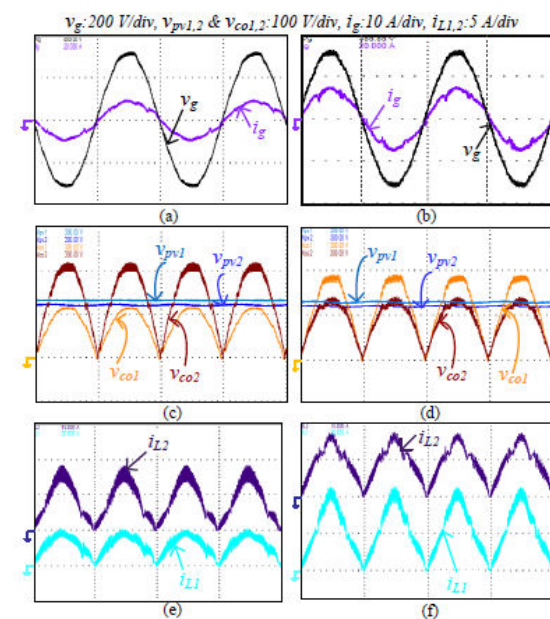 vg:200 V/div, vpv1,2 & vco1,2:100 V/div, ig:10 A/div, iL1,2:5 A/div
vg
ig
(a)
ig
vg
(b)
vpv1
vpv2
vco1
vco2
(c)
vpv1
vpv2
vco2
vco1
(d)
iL2
iL1
(e)
iL2
iL1
(f)